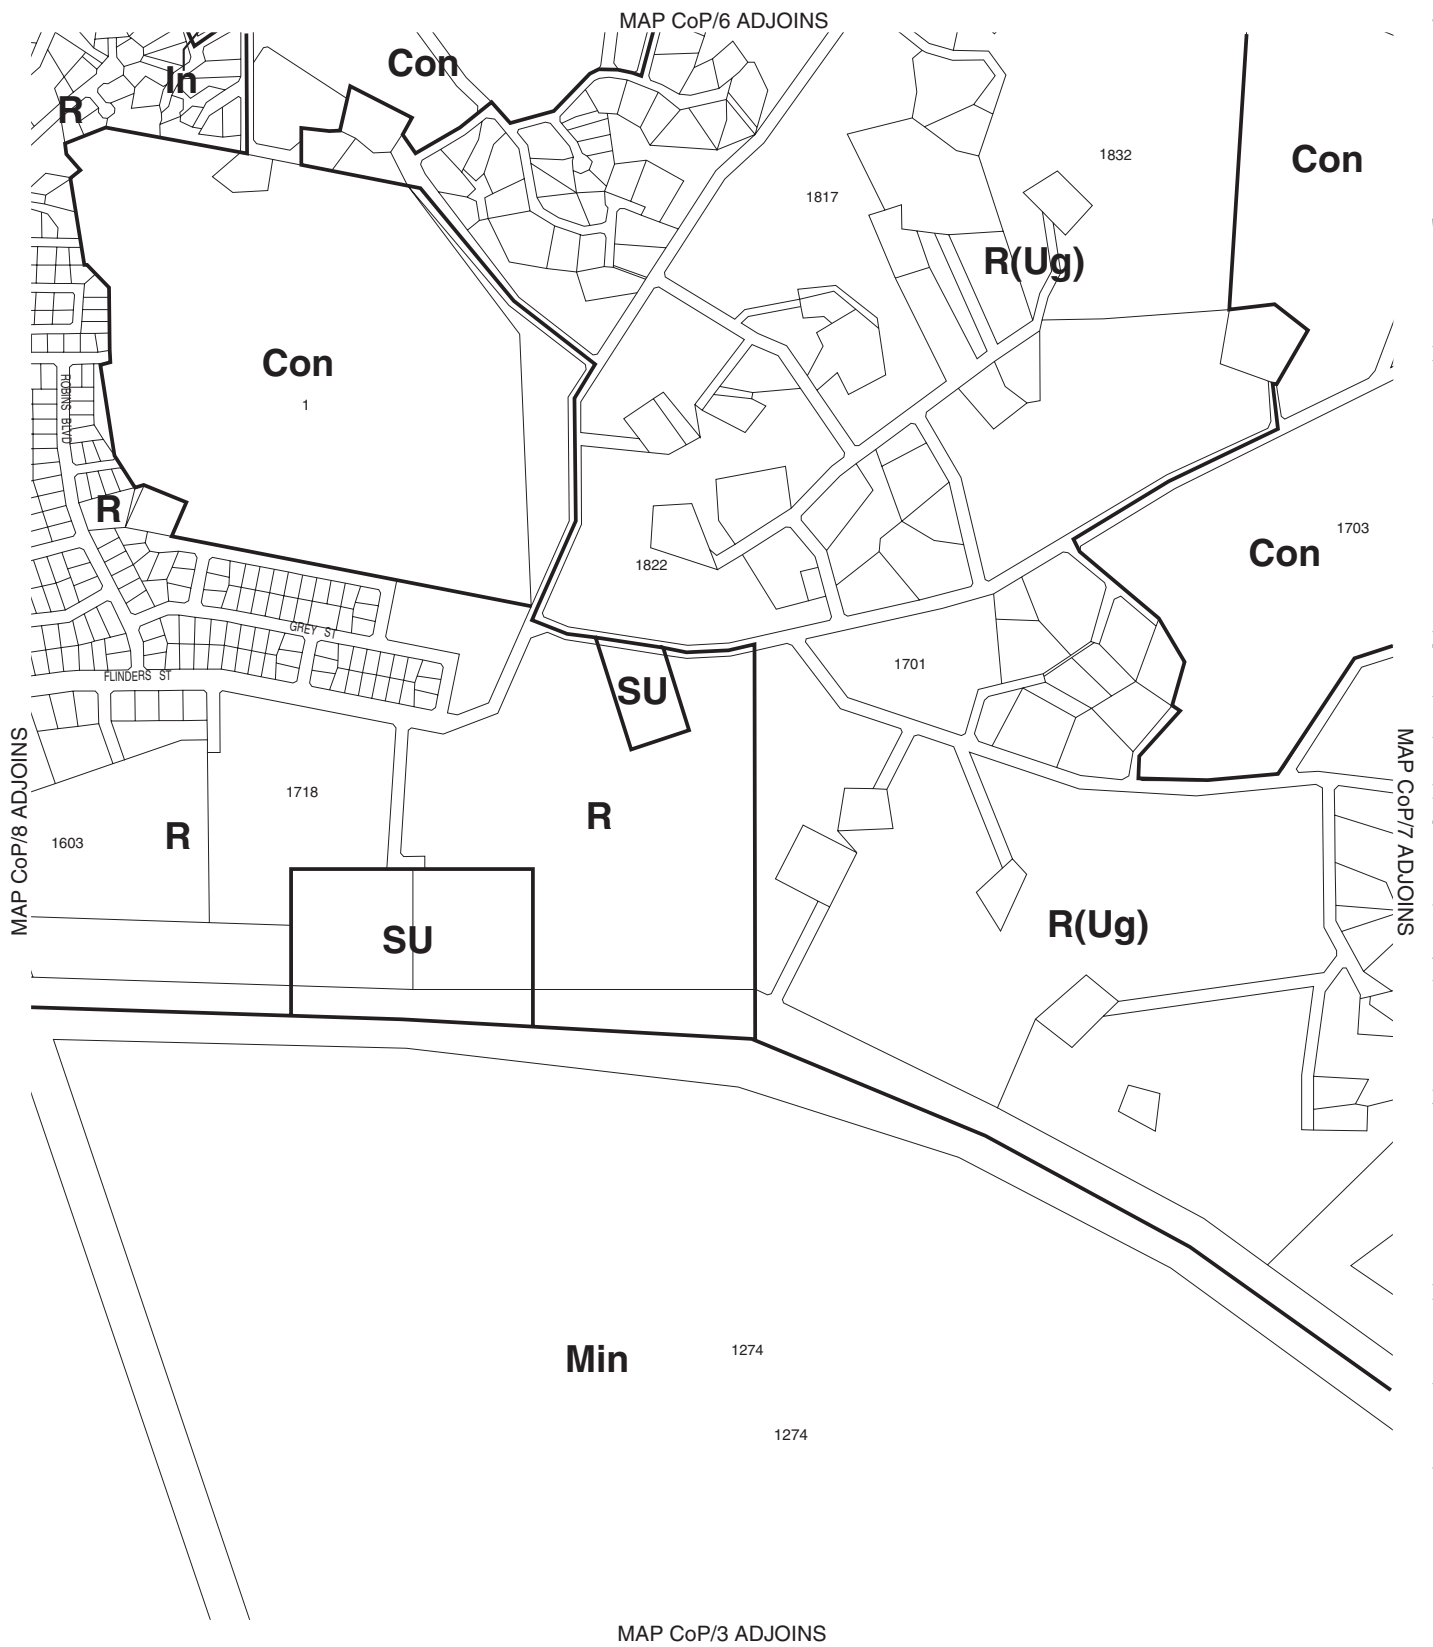 MAP CoP/6 ADJOINS
Con
In
R
Con
1832
1817
R(Ug)
Con
1
ROBINS BLVD
R
1703
Con
1822
GREY ST
1701
FLINDERS ST
SU
MAP CoP/8 ADJOINS
MAP CoP/7 ADJOINS
1718
R
R
1603
R(Ug)
SU
Min
1274
1274
MAP CoP/3 ADJOINS